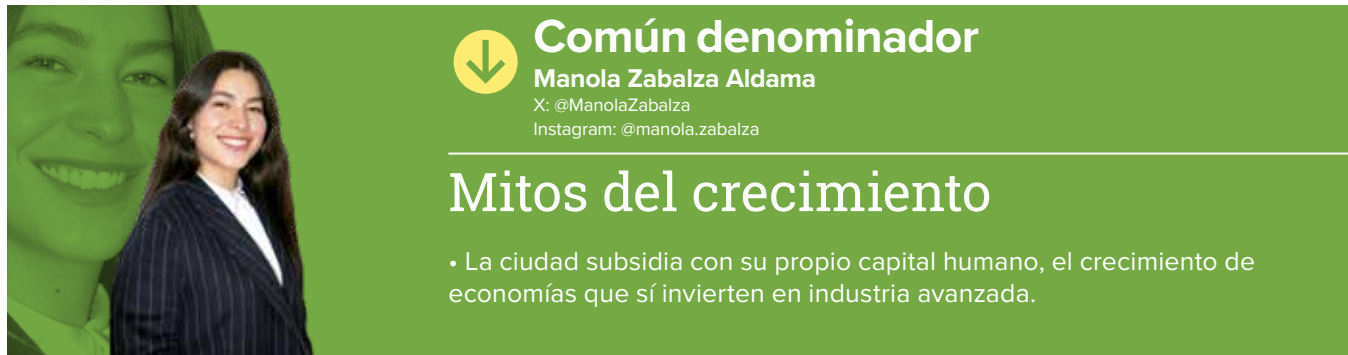 Común denominador
Manola Zabalza Aldama
X: @ManolaZabalza
Instagram: @manola.zabalza
Mitos del crecimiento
• La ciudad subsidia con su propio capital humano, el crecimiento de
economías que sí invierten en industria avanzada.